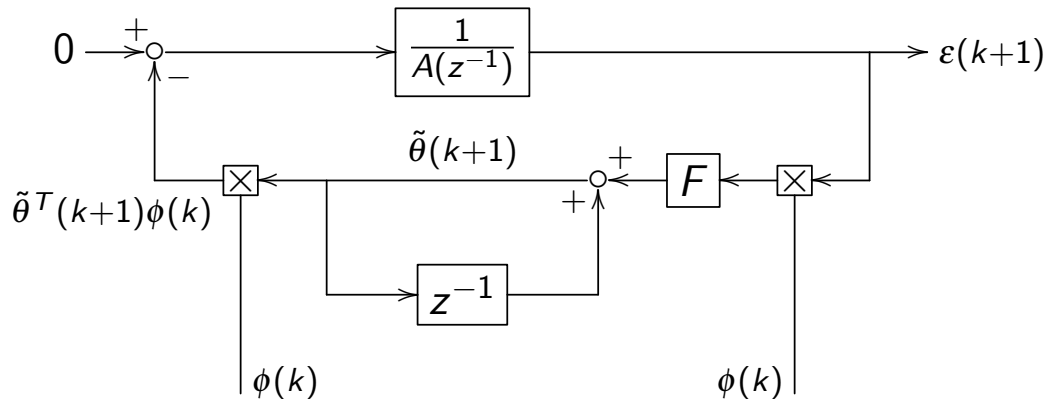 0 + − 1/A(z⁻¹) ε(k+1)
θ̃(k+1) + + F
θ̃ᵀ(k+1)ϕ(k)
z⁻¹
ϕ(k) ϕ(k)